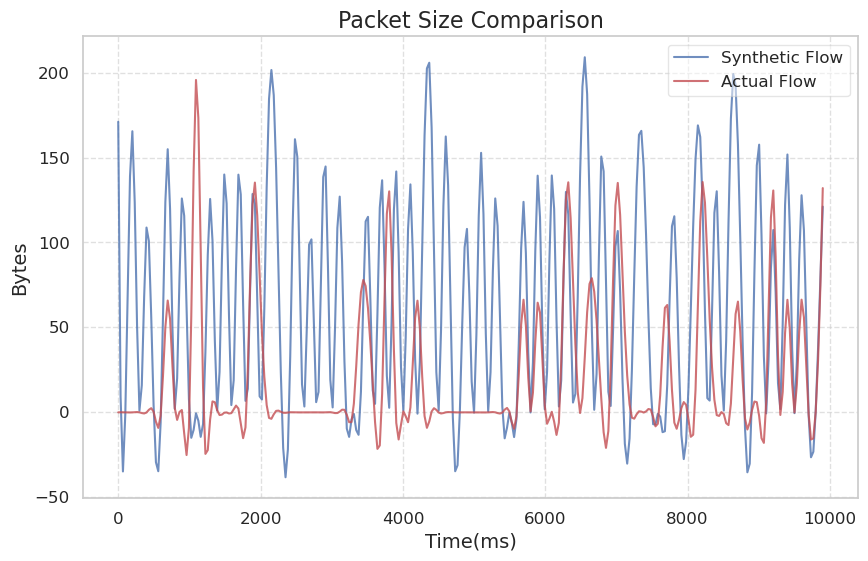 Packet Size Comparison
Synthetic Flow
Actual Flow
Bytes
200
150
100
50
0
−50
0 2000 4000 6000 8000 10000
Time(ms)